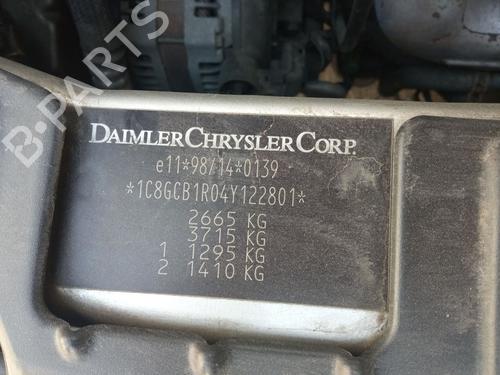 B-PARTS
DAIMLERCHRYSLER CORP.
e11*98/14*0139
*1C8GCB1R04Y122801*
2665 KG
3715 KG
1 1295 KG
2 1410 KG